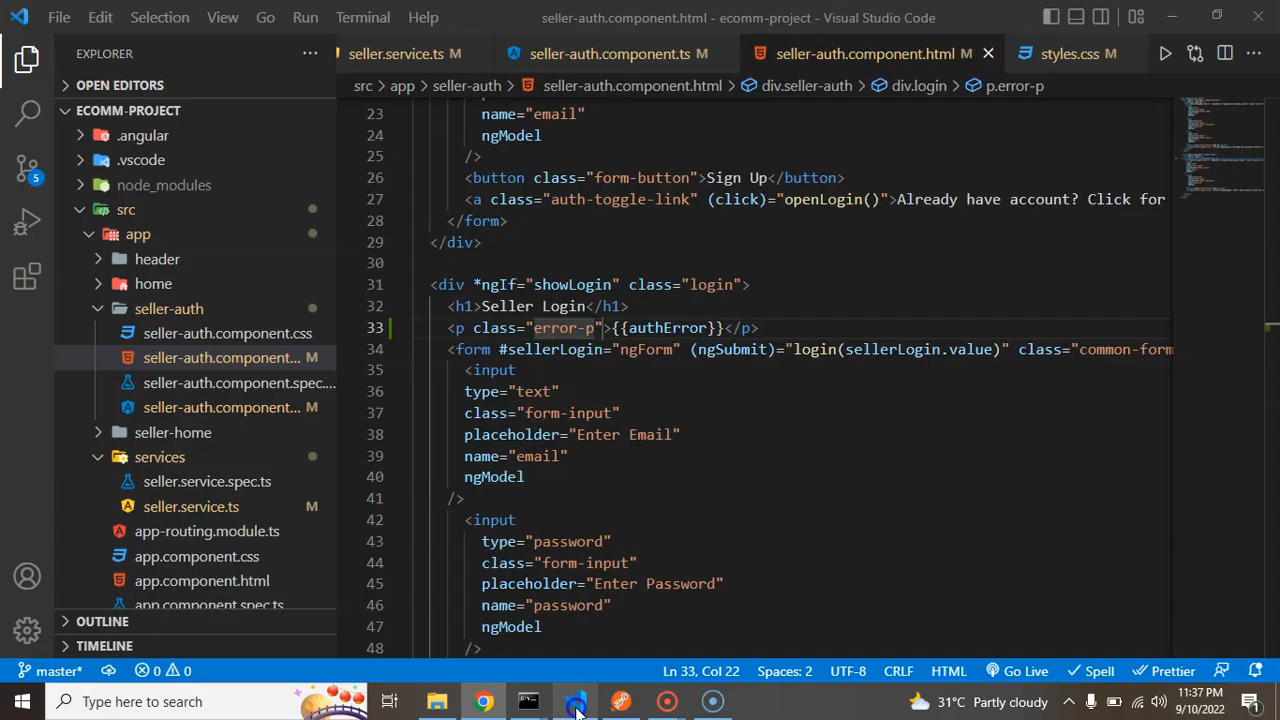 File Edit Selection View Go Run Terminal Help seller-auth.component.html - ecomm-project - Visual Studio Code
EXPLORER ...
seller.service.ts M seller-auth.component.ts M seller-auth.component.html M styles.css M
OPEN EDITORS
src > app > seller-auth > seller-auth.component.html > div.seller-auth > div.login > p.error-p
ECOMM-PROJECT
.angular
.vscode
node_modules
src
app
header
home
seller-auth
seller-auth.component.css
seller-auth.component... M
seller-auth.component.spec....
seller-auth.component... M
seller-home
services
seller.service.spec.ts
seller.service.ts M
app-routing.module.ts
app.component.css
app.component.html
app.component.spec.ts
OUTLINE
TIMELINE
23 name="email"
24 ngModel
25 />
26 <button class="form-button">Sign Up</button>
27 <a class="auth-toggle-link" (click)="openLogin()">Already have account? Click for
28 </form>
29 </div>
30
31 <div *ngIf="showLogin" class="login">
32 <h1>Seller Login</h1>
33 <p class="error-p">{{authError}}</p>
34 <form #sellerLogin="ngForm" (ngSubmit)="login(sellerLogin.value)" class="common-form
35 <input
36 type="text"
37 class="form-input"
38 placeholder="Enter Email"
39 name="email"
40 ngModel
41 />
42 <input
43 type="password"
44 class="form-input"
45 placeholder="Enter Password"
46 name="password"
47 ngModel
48 />
5
master* 0 0 Ln 33, Col 22 Spaces: 2 UTF-8 CRLF HTML Go Live Spell Prettier
Type here to search 31°C Partly cloudy 11:37 PM
9/10/2022 1